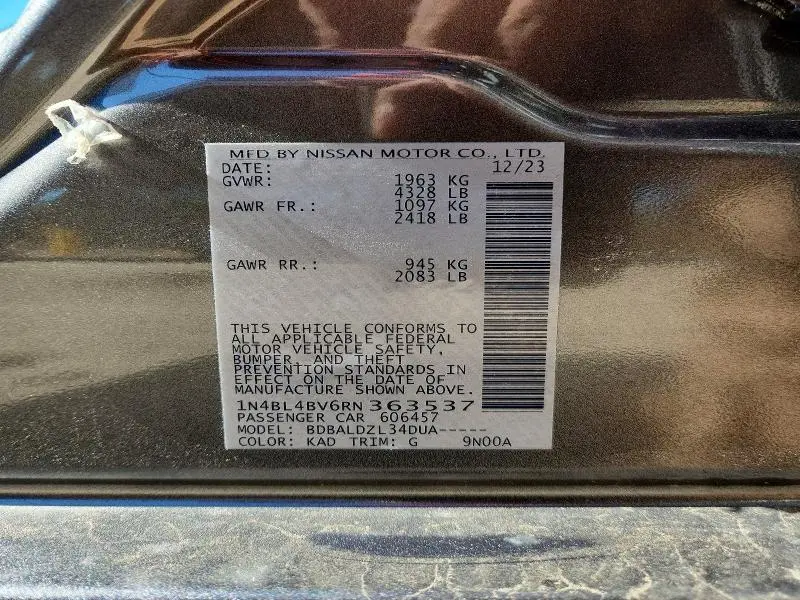 MFD BY NISSAN MOTOR CO., LTD.
DATE: 12/23
GVWR: 1963 KG
4328 LB
GAWR FR.: 1097 KG
2418 LB
GAWR RR.: 945 KG
2083 LB
THIS VEHICLE CONFORMS TO
ALL APPLICABLE FEDERAL
MOTOR VEHICLE SAFETY,
BUMPER, AND THEFT
PREVENTION STANDARDS IN
EFFECT ON THE DATE OF
MANUFACTURE SHOWN ABOVE.
1N4BL4BV6RN363537
PASSENGER CAR 606457
MODEL: BDBALDZL34DUA-----
COLOR: KAD TRIM: G 9N00A